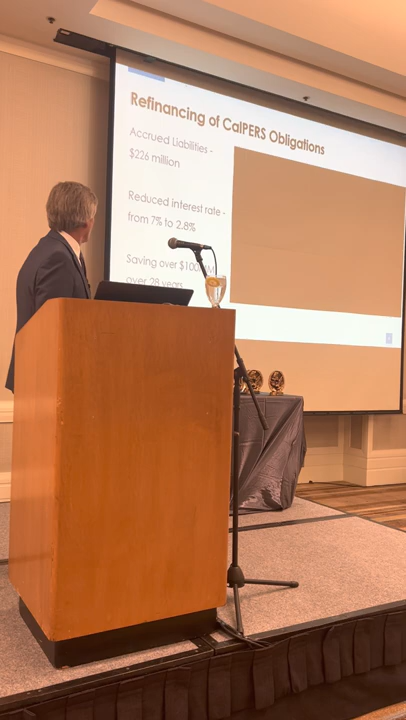 Refinancing of CalPERS Obligations
Accrued Liabilities -
$226 million
Reduced interest rate -
from 7% to 2.8%
Saving over $100
over 28 years